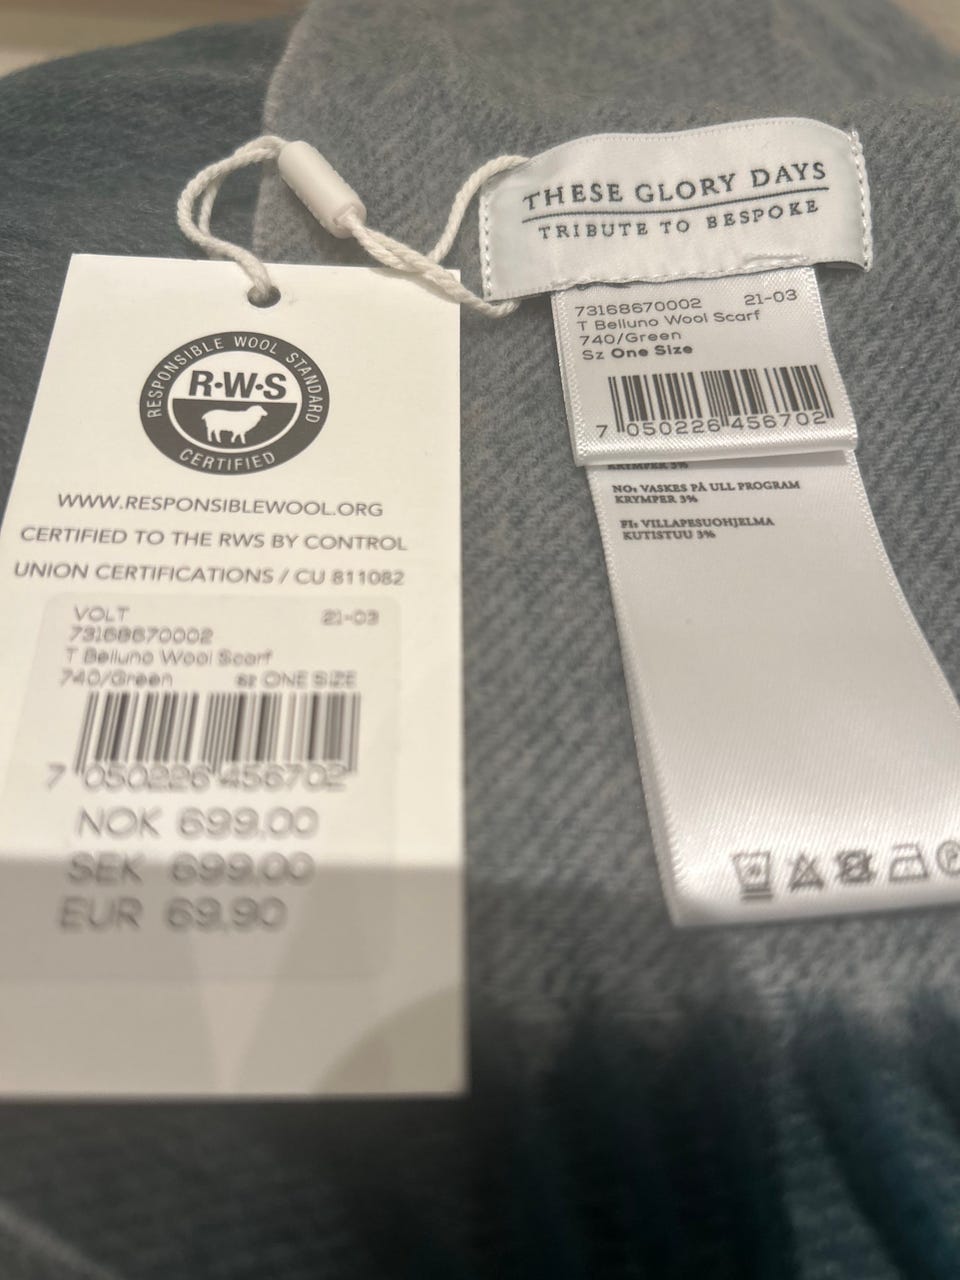 RESPONSIBLE WOOL STANDARD
R·W·S
CERTIFIED
WWW.RESPONSIBLEWOOL.ORG
CERTIFIED TO THE RWS BY CONTROL
UNION CERTIFICATIONS / CU 811082
VOLT 21-03
73168670002
T Belluno Wool Scarf
740/Green sz ONE SIZE
7 050226 456702
NOK 699.00
SEK 699.00
EUR 69.90
THESE GLORY DAYS
TRIBUTE TO BESPOKE
73168670002 21-03
T Belluno Wool Scarf
740/Green
Sz One Size
7 050226 456702
KRYMPER 3%
NO: VASKES PÅ ULL PROGRAM
KRYMPER 3%
FI: VILLAPESUOHJELMA
KUTISTUU 3%